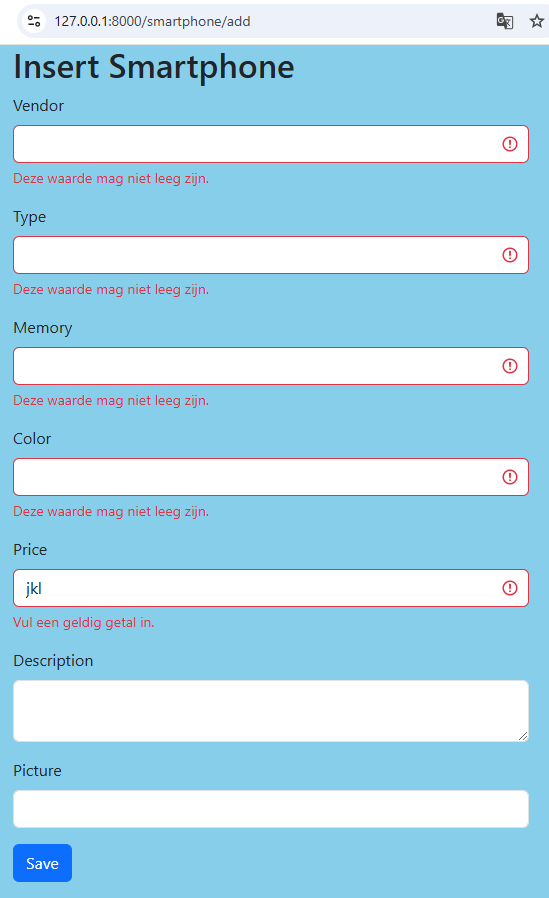 127.0.0.1:8000/smartphone/add
Insert Smartphone
Vendor
Deze waarde mag niet leeg zijn.
Type
Deze waarde mag niet leeg zijn.
Memory
Deze waarde mag niet leeg zijn.
Color
Deze waarde mag niet leeg zijn.
Price
jkl
Vul een geldig getal in.
Description
Picture
Save